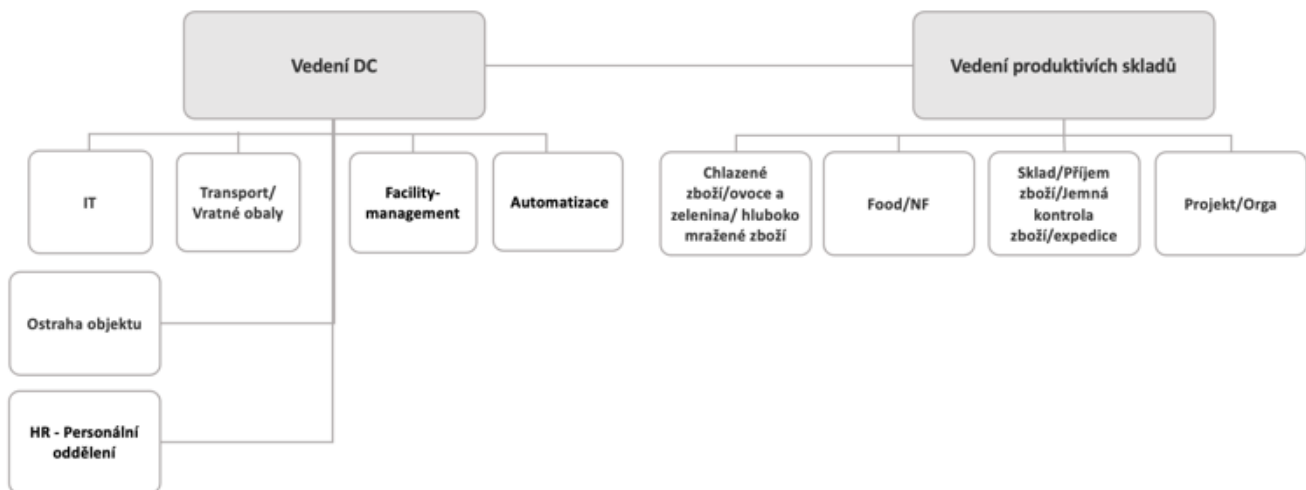 Vedení DC
Vedení produktivích skladů
IT
Transport/
Vratné obaly
Facility-
management
Automatizace
Chlazené
zboží/ovoce a
zelenina/ hluboko
mražené zboží
Food/NF
Sklad/Příjem
zboží/Jemná
kontrola
zboží/expedice
Projekt/Orga
Ostraha objektu
HR - Personální
oddělení